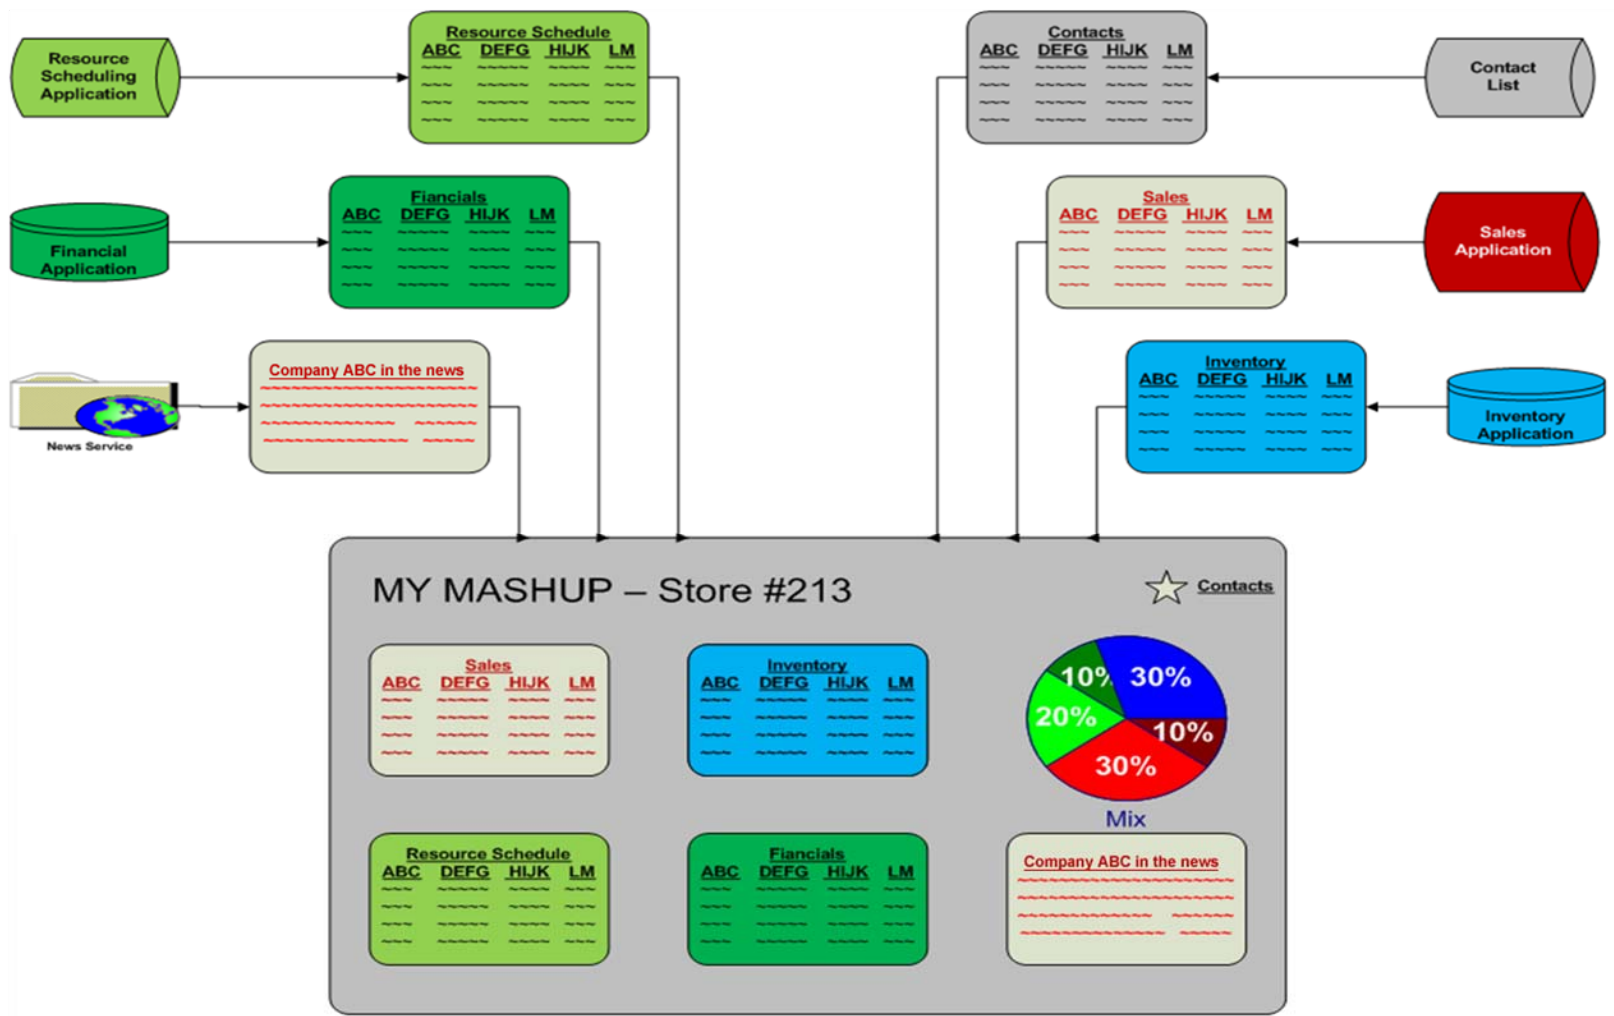 Resource
Scheduling
Application
Resource Schedule
ABC DEFG HIJK LM
Contacts
ABC DEFG HIJK LM
Contact
List
Financial
Application
Fiancials
ABC DEFG HIJK LM
Sales
ABC DEFG HIJK LM
Sales
Application
News Service
Company ABC in the news
Inventory
ABC DEFG HIJK LM
Inventory
Application
MY MASHUP – Store #213
Contacts
Sales
ABC DEFG HIJK LM
Inventory
ABC DEFG HIJK LM
10% 30%
20%
10%
30%
Mix
Resource Schedule
ABC DEFG HIJK LM
Fiancials
ABC DEFG HIJK LM
Company ABC in the news